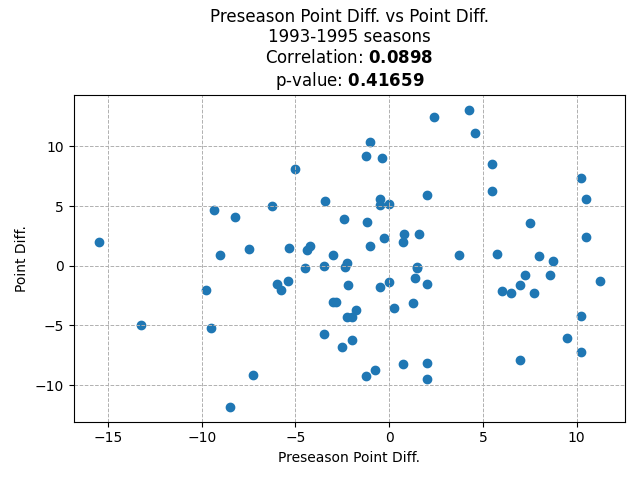 Preseason Point Diff. vs Point Diff.
1993-1995 seasons
Correlation: 0.0898
p-value: 0.41659
10
5
0
−5
−10
Point Diff.
−15 −10 −5 0 5 10
Preseason Point Diff.